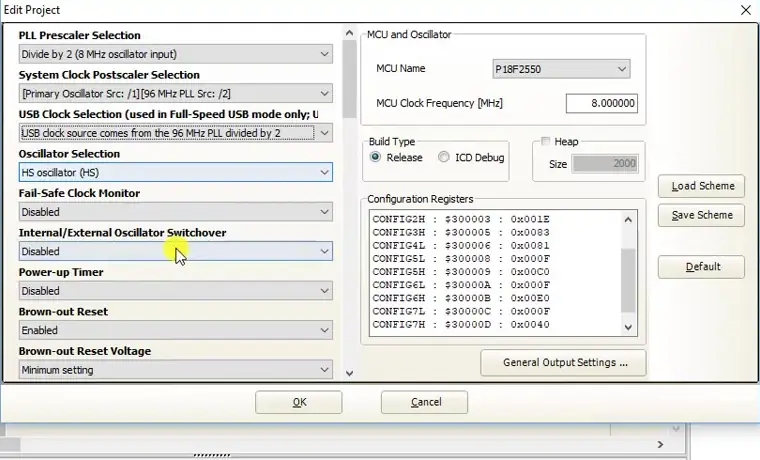 Edit Project
PLL Prescaler Selection
Divide by 2 (8 MHz oscillator input)
System Clock Postscaler Selection
[Primary Oscillator Src: /1][96 MHz PLL Src: /2]
USB Clock Selection (used in Full-Speed USB mode only; U
USB clock source comes from the 96 MHz PLL divided by 2
Oscillator Selection
HS oscillator (HS)
Fail-Safe Clock Monitor
Disabled
Internal/External Oscillator Switchover
Disabled
Power-up Timer
Disabled
Brown-out Reset
Enabled
Brown-out Reset Voltage
Minimum setting
MCU and Oscillator
MCU Name
P18F2550
MCU Clock Frequency [MHz]
8.000000
Build Type
Release
ICD Debug
Heap
Size
2000
Configuration Registers
CONFIG2H : $300003 : 0x001E
CONFIG3H : $300005 : 0x0083
CONFIG4L : $300006 : 0x0081
CONFIG5L : $300008 : 0x000F
CONFIG5H : $300009 : 0x00C0
CONFIG6L : $30000A : 0x000F
CONFIG6H : $30000B : 0x00E0
CONFIG7L : $30000C : 0x000F
CONFIG7H : $30000D : 0x0040
General Output Settings ...
Load Scheme
Save Scheme
Default
OK
Cancel